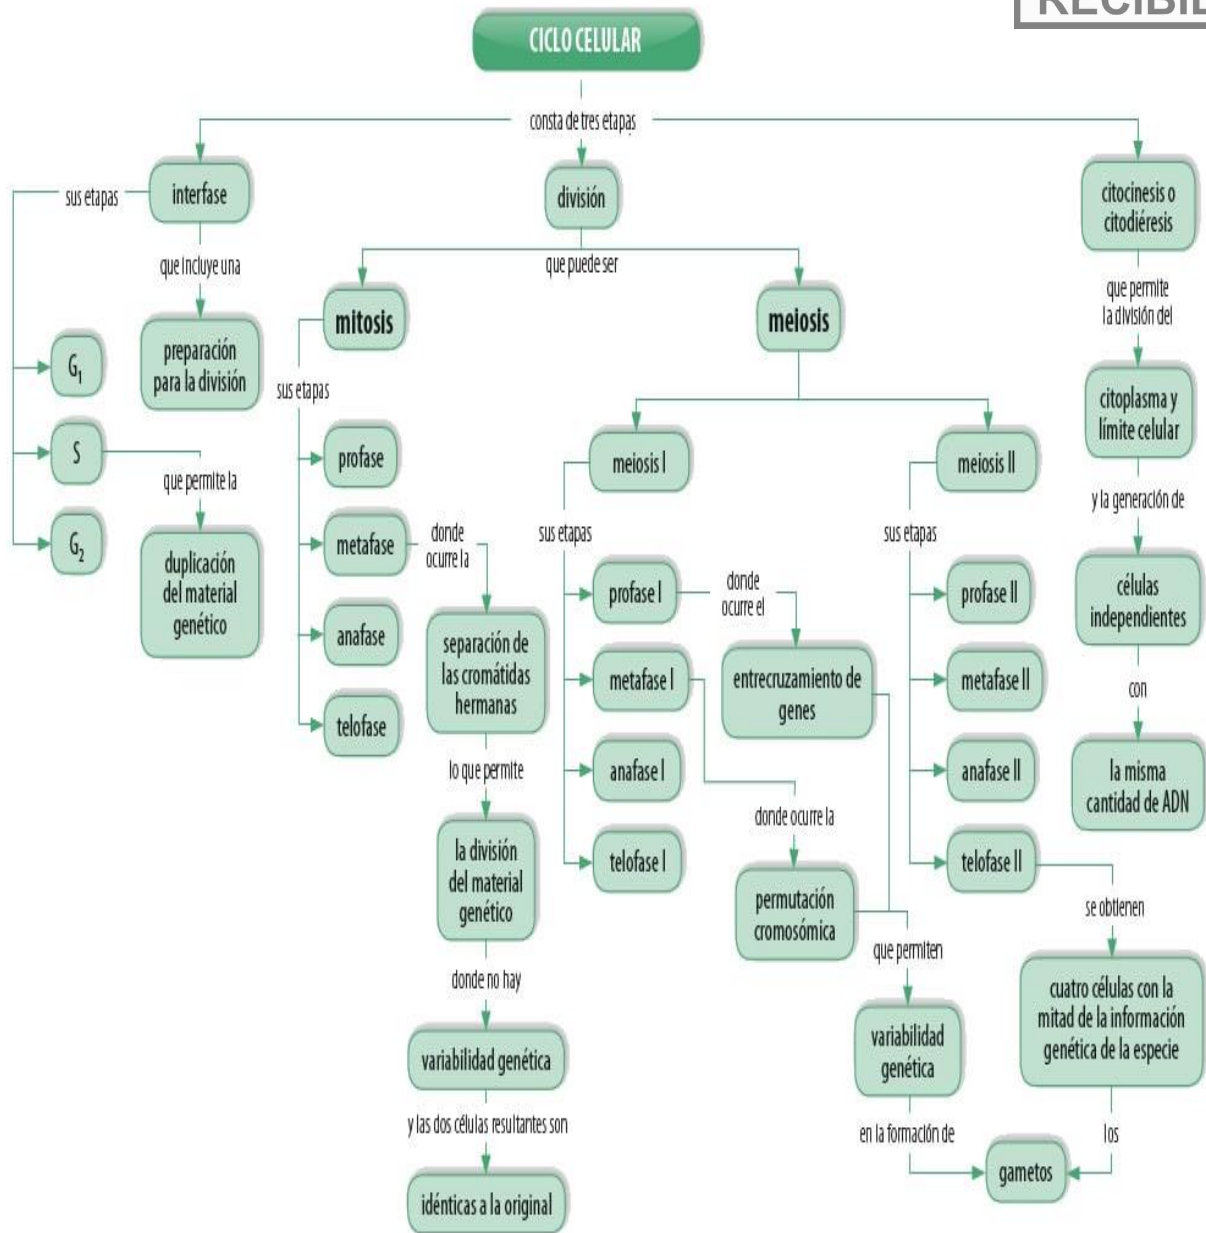 RECIBID
CICLO CELULAR
consta de tres etapas
sus etapas
interfase
que incluye una
preparación
para la división
G₁
S
G₂
que permite la
duplicación
del material
genético
división
que puede ser
mitosis
sus etapas
profase
metafase
anafase
telofase
donde
ocurre la
separación de
las cromátidas
hermanas
lo que permite
la división
del material
genético
donde no hay
variabilidad genética
y las dos células resultantes son
idénticas a la original
meiosis
meiosis I
sus etapas
profase I
metafase I
anafase I
telofase I
donde
ocurre el
entrecruzamiento de
genes
donde ocurre la
permutación
cromosómica
que permiten
variabilidad
genética
en la formación de
gametos
meiosis II
sus etapas
profase II
metafase II
anafase II
telofase II
se obtienen
cuatro células con la
mitad de la información
genética de la especie
los
citocinesis o
citodiéresis
que permite
la división del
citoplasma y
límite celular
y la generación de
células
independientes
con
la misma
cantidad de ADN